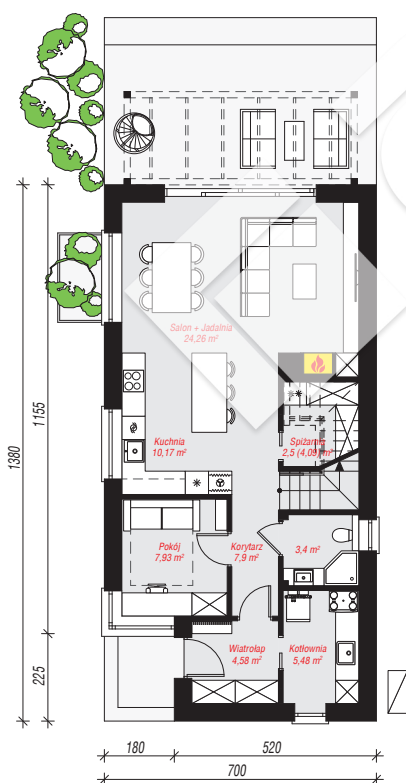 Salon + Jadalnia
24,26 m²
Kuchnia
10,17 m²
Spiżarnia
2,5 (4,09) m²
Pokój
7,93 m²
Korytarz
7,9 m²
3,4 m²
Wiatrołap
4,58 m²
Kotłownia
5,48 m²
1380
1155
225
180
520
700